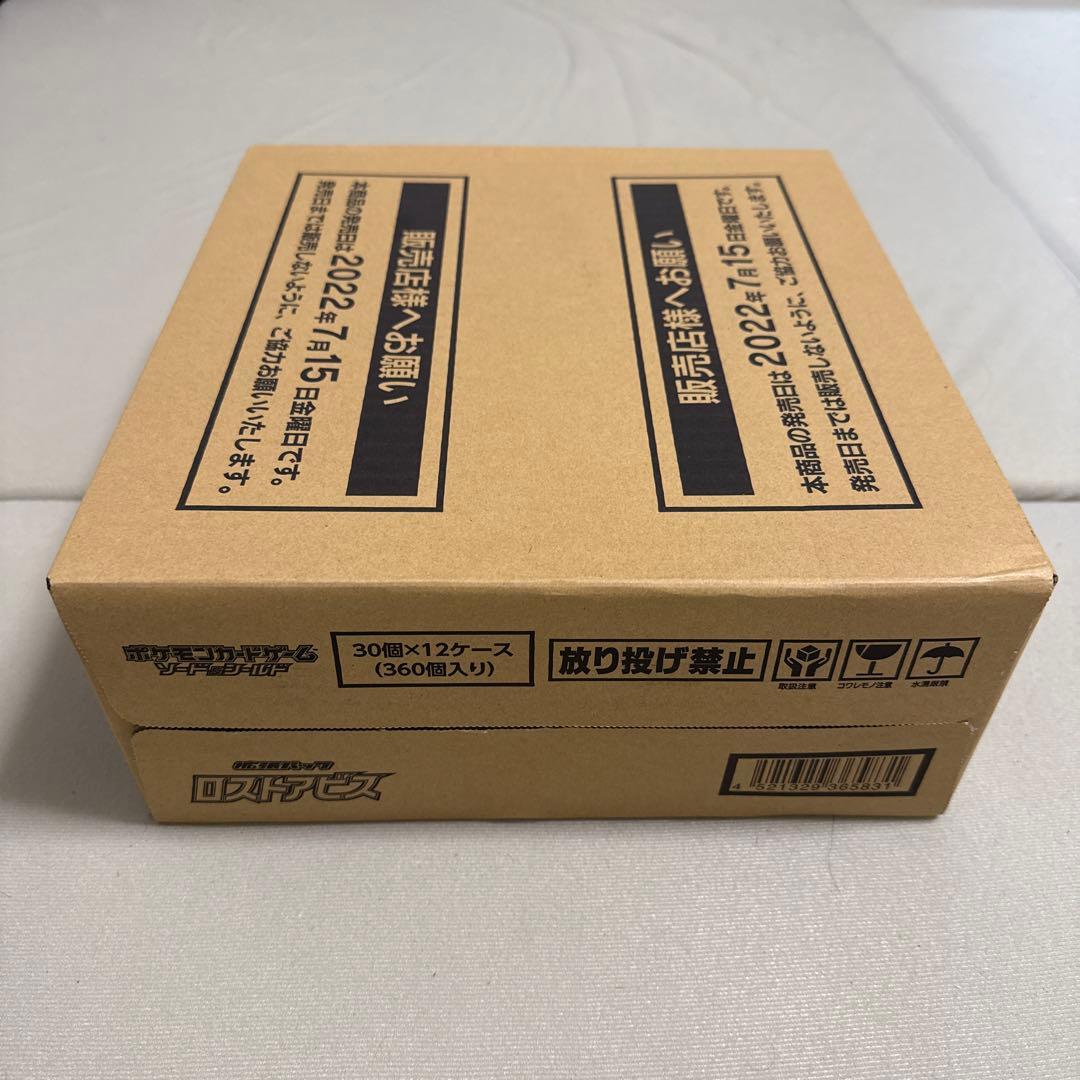 販売店様へお願い
本商品の発売日は2022年7月15日金曜日です。
発売日までは販売しないように、ご協力お願いいたします。
販売店様へお願い
本商品の発売日は2022年7月15日金曜日です。
発売日までは販売しないように、ご協力お願いいたします。
ポケモンカードゲーム
ソード&シールド
30個×12ケース
(360個入り)
放り投げ禁止
取扱注意
コワレモノ注意
水濡厳禁
拡張パック
ロストアビス
4 521329 365831